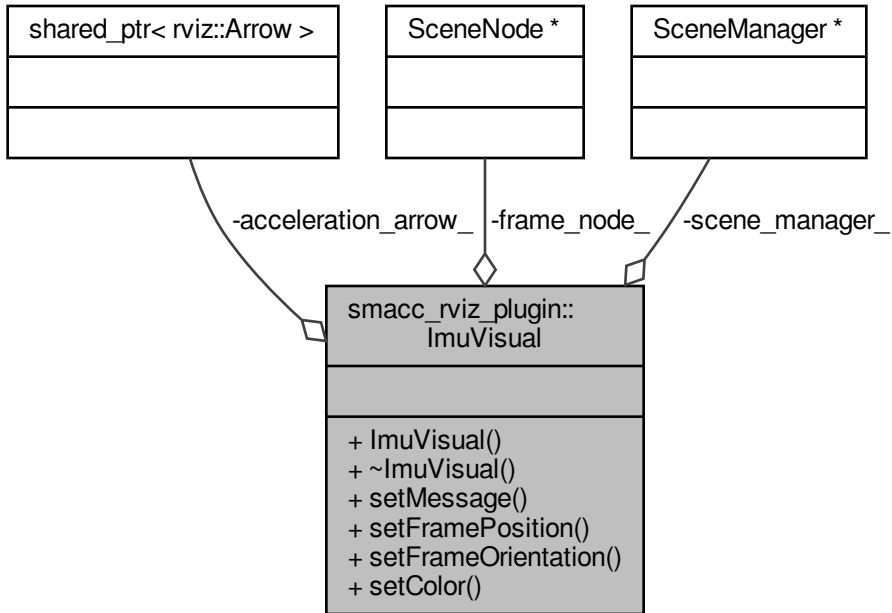 shared_ptr< rviz::Arrow >
SceneNode *
SceneManager *
-acceleration_arrow_
-frame_node_
-scene_manager_
smacc_rviz_plugin::
ImuVisual
+ ImuVisual()
+ ~ImuVisual()
+ setMessage()
+ setFramePosition()
+ setFrameOrientation()
+ setColor()